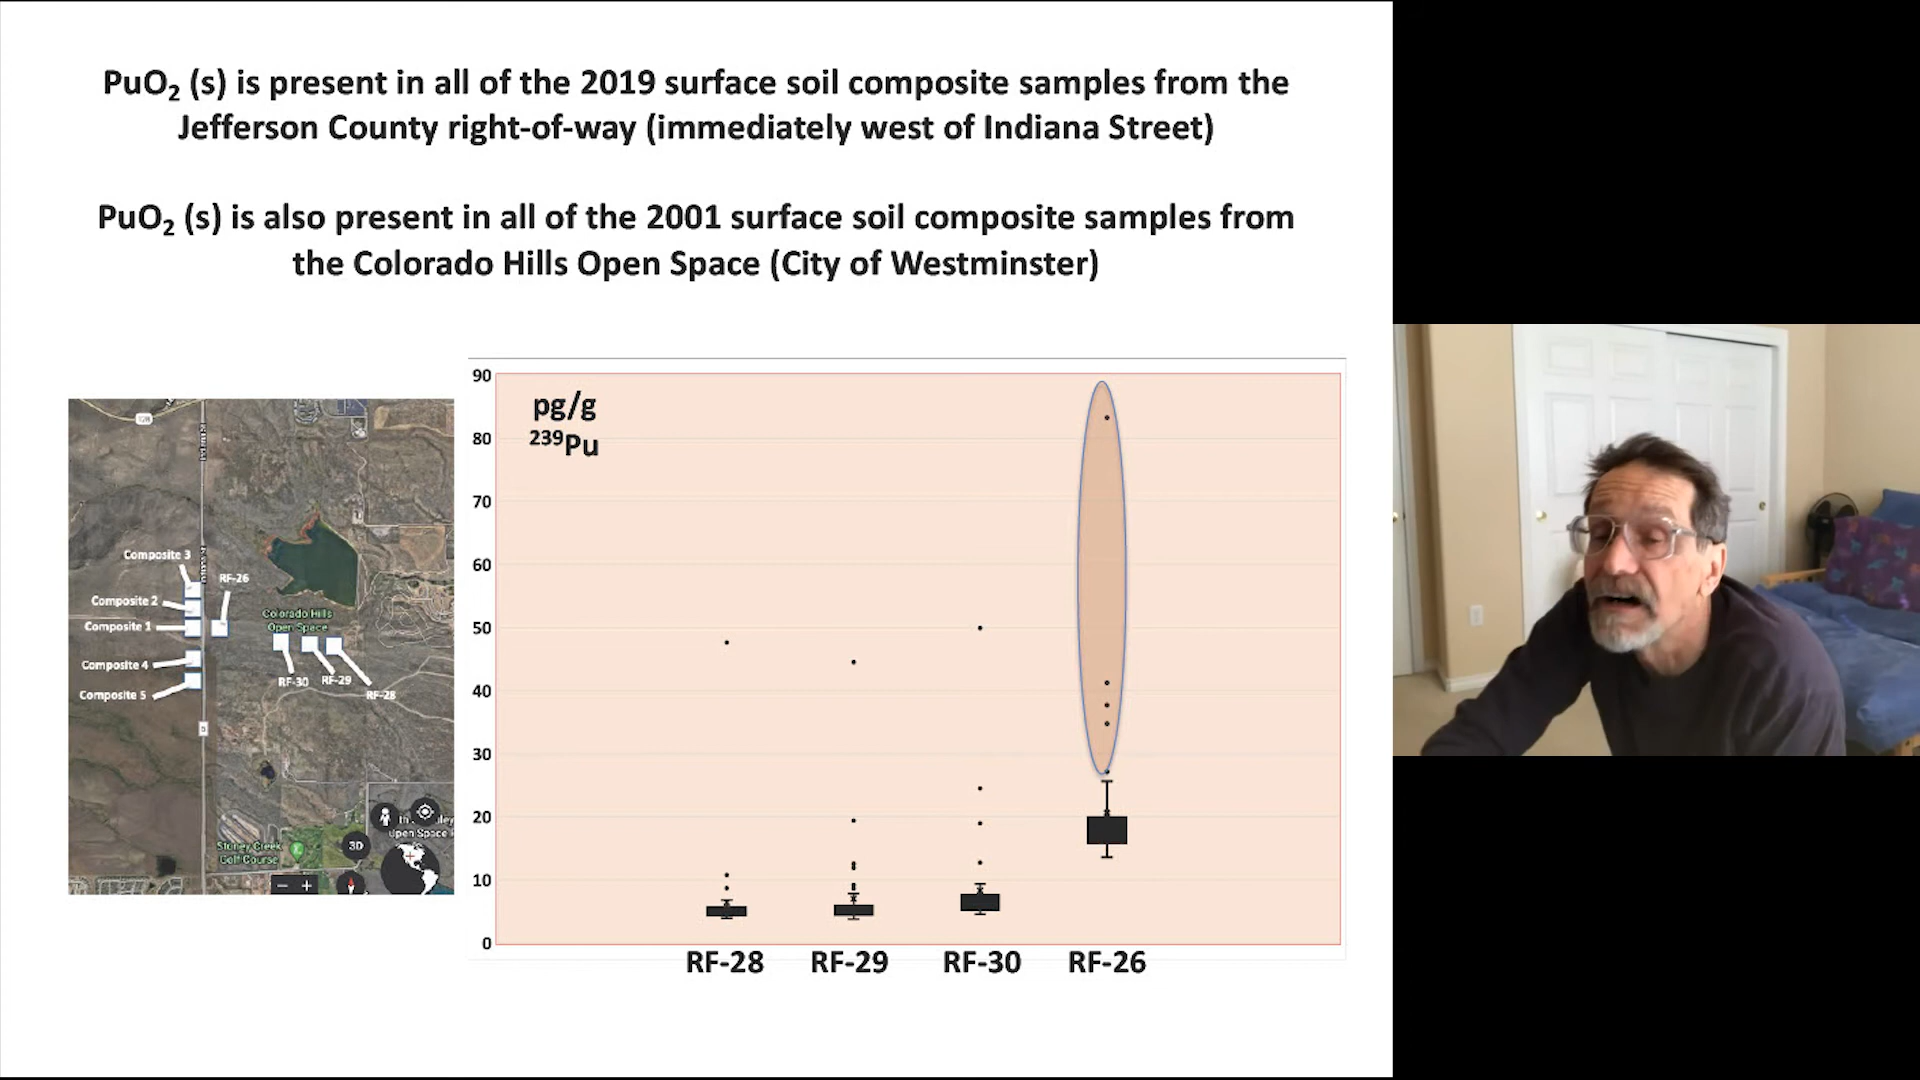 PuO₂ (s) is present in all of the 2019 surface soil composite samples from the
Jefferson County right-of-way (immediately west of Indiana Street)
PuO₂ (s) is also present in all of the 2001 surface soil composite samples from
the Colorado Hills Open Space (City of Westminster)
128
Composite 3
RF-26
Composite 2
Composite 1
Colorado Hills
Open Space
Composite 4
Composite 5
RF-30
RF-29
RF-28
Open Space
3D
Stoney Creek
Golf Course
− +
pg/g
²³⁹Pu
90
80
70
60
50
40
30
20
10
0
RF-28
RF-29
RF-30
RF-26